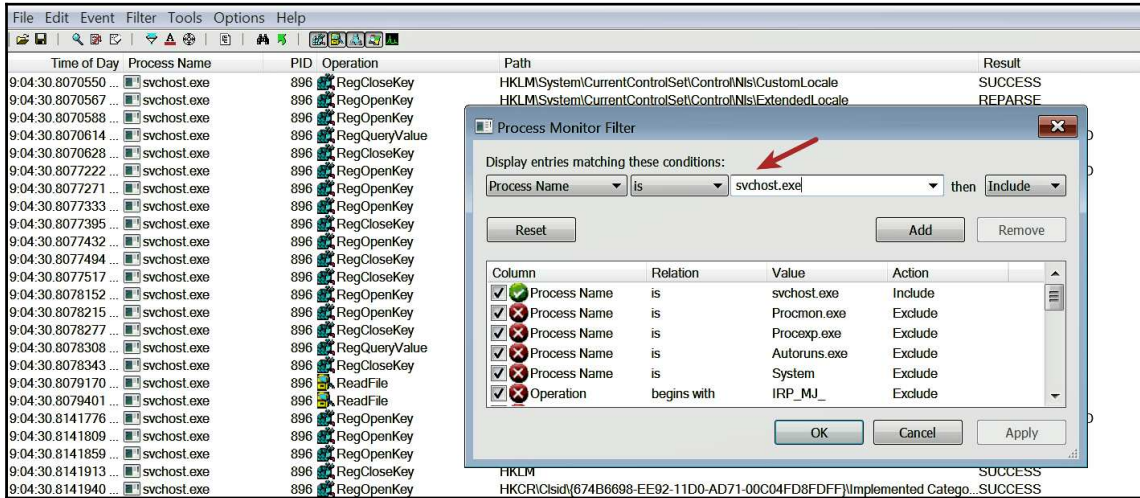 File Edit Event Filter Tools Options Help
Time of Day Process Name PID Operation Path Result
9:04:30.8070550 ... svchost.exe 896 RegCloseKey HKLM\System\CurrentControlSet\Control\Nls\CustomLocale SUCCESS
9:04:30.8070567 ... svchost.exe 896 RegOpenKey HKLM\System\CurrentControlSet\Control\Nls\ExtendedLocale REPARSE
9:04:30.8070588 ... svchost.exe 896 RegOpenKey
9:04:30.8070614 ... svchost.exe 896 RegQueryValue
9:04:30.8070628 ... svchost.exe 896 RegCloseKey
9:04:30.8077222 ... svchost.exe 896 RegOpenKey
9:04:30.8077271 ... svchost.exe 896 RegOpenKey
9:04:30.8077333 ... svchost.exe 896 RegOpenKey
9:04:30.8077395 ... svchost.exe 896 RegCloseKey
9:04:30.8077432 ... svchost.exe 896 RegOpenKey
9:04:30.8077494 ... svchost.exe 896 RegCloseKey
9:04:30.8077517 ... svchost.exe 896 RegOpenKey
9:04:30.8078152 ... svchost.exe 896 RegOpenKey
9:04:30.8078215 ... svchost.exe 896 RegOpenKey
9:04:30.8078277 ... svchost.exe 896 RegCloseKey
9:04:30.8078308 ... svchost.exe 896 RegQueryValue
9:04:30.8078343 ... svchost.exe 896 RegCloseKey
9:04:30.8079170 ... svchost.exe 896 ReadFile
9:04:30.8079401 ... svchost.exe 896 ReadFile
9:04:30.8141776 ... svchost.exe 896 RegOpenKey
9:04:30.8141809 ... svchost.exe 896 RegOpenKey
9:04:30.8141859 ... svchost.exe 896 RegOpenKey
9:04:30.8141913 ... svchost.exe 896 RegCloseKey HKLM SUCCESS
9:04:30.8141940 ... svchost.exe 896 RegOpenKey HKCR\Clsid\{674B6698-EE92-11D0-AD71-00C04FD8FDFF}\Implemented Catego...SUCCESS
Process Monitor Filter
Display entries matching these conditions:
Process Name is svchost.exe then Include
Reset Add Remove
Column Relation Value Action
Process Name is svchost.exe Include
Process Name is Procmon.exe Exclude
Process Name is Procexp.exe Exclude
Process Name is Autoruns.exe Exclude
Process Name is System Exclude
Operation begins with IRP_MJ_ Exclude
OK Cancel Apply